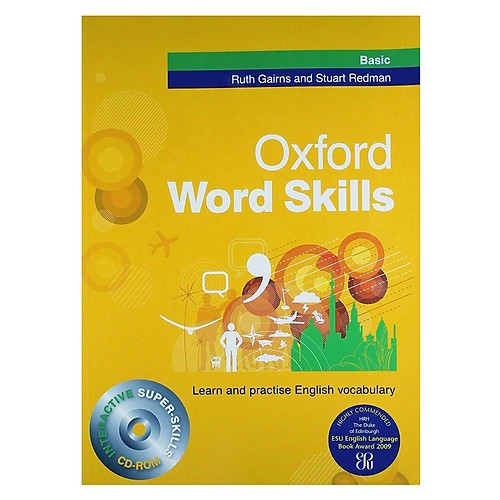 Basic
Ruth Gairns and Stuart Redman
Oxford
Word Skills
Learn and practise English vocabulary
INTERACTIVE SUPER-SKILLS
CD-ROM
HIGHLY COMMENDED
HRH
The Duke
of Edinburgh
ESU English Language
Book Award 2009
ESU